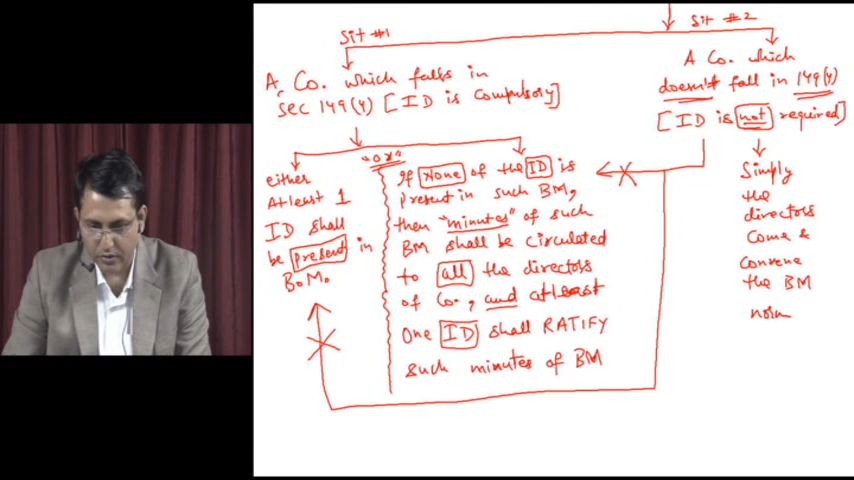 Sit #1
Sit #2
A Co. which falls in
sec 149(4) [ID is Compulsory]
A Co. which
doesn't fall in 149(4)
[ID is not required]
"or"
either
Atleast 1
ID shall
be present in
B.M.
If None of the ID is
present in such BM,
then "minutes" of such
BM shall be circulated
to all the directors
of Co., and atleast
One ID shall RATIFY
such minutes of BM
Simply
the
directors
Come &
convene
the BM
norm